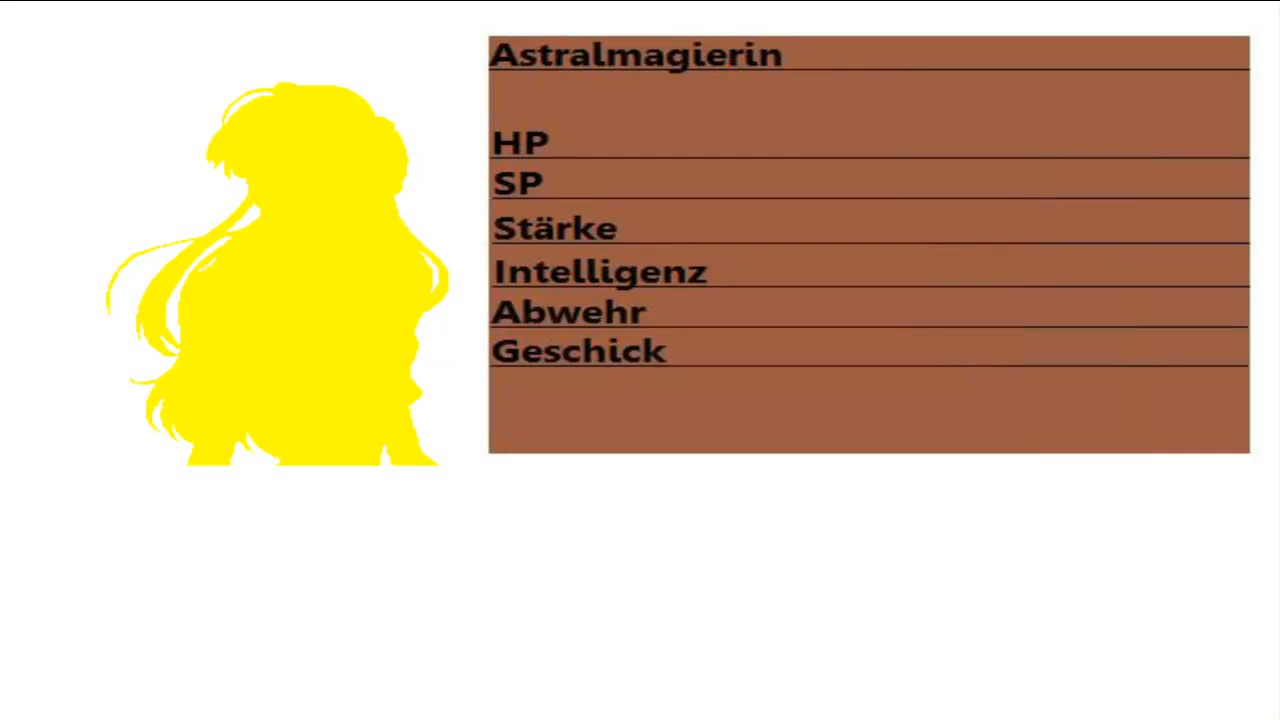 Astralmagierin
HP
SP
Stärke
Intelligenz
Abwehr
Geschick